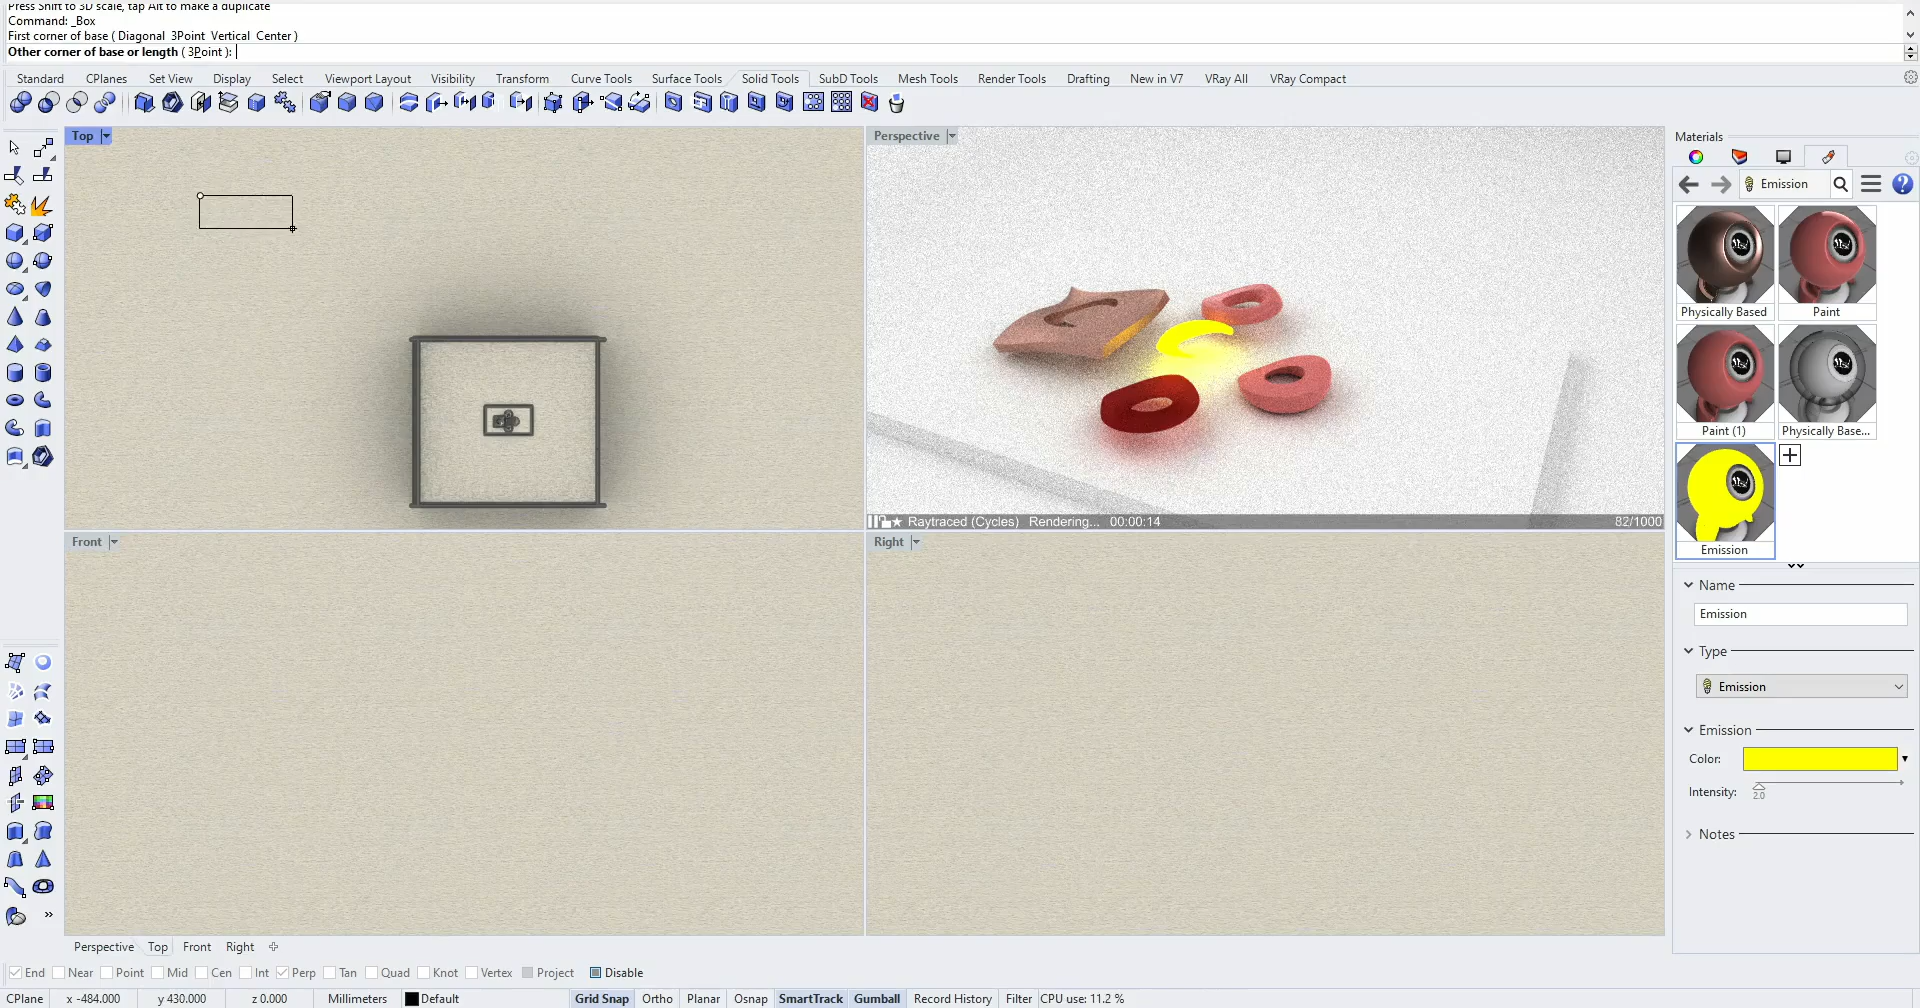 Press Shift to 3D scale, tap Alt to make a duplicate
Command: _Box
First corner of base ( Diagonal  3Point  Vertical  Center )
Other corner of base or length ( 3Point ):
Standard CPlanes Set View Display Select Viewport Layout Visibility Transform Curve Tools Surface Tools Solid Tools SubD Tools Mesh Tools Render Tools Drafting New in V7 VRay All VRay Compact
Top
Perspective
Materials
Emission
Physically Based
Paint
Paint (1)
Physically Base...
Emission
Raytraced (Cycles) Rendering... 00:00:14 82/1000
Front
Right
Name
Emission
Type
Emission
Emission
Color:
Intensity: 2.0
Notes
Perspective Top Front Right
End Near Point Mid Cen Int Perp Tan Quad Knot Vertex Project Disable
CPlane x -484.000 y 430.000 z 0.000 Millimeters Default Grid Snap Ortho Planar Osnap SmartTrack Gumball Record History Filter CPU use: 11.2 %